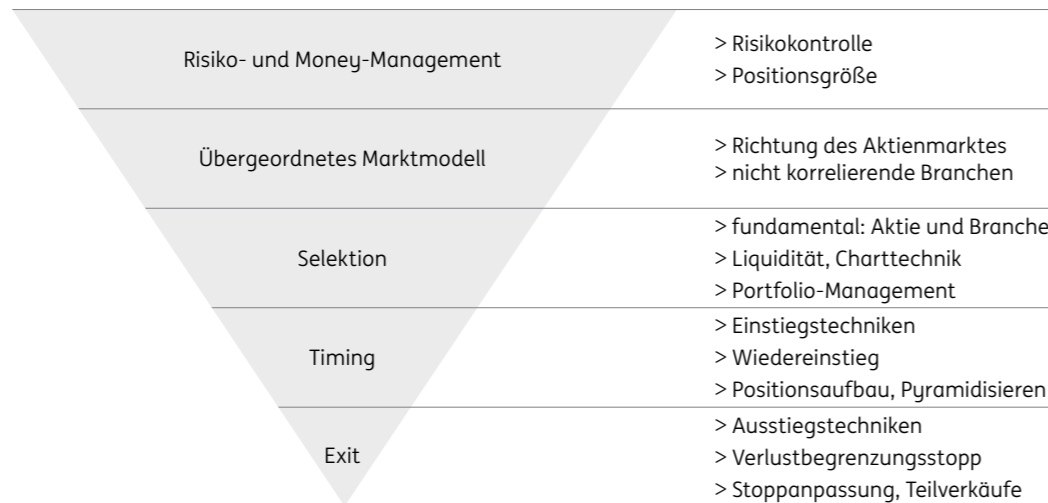 Risiko- und Money-Management
> Risikokontrolle
> Positionsgröße
Übergeordnetes Marktmodell
> Richtung des Aktienmarktes
> nicht korrelierende Branchen
Selektion
> fundamental: Aktie und Branche
> Liquidität, Charttechnik
> Portfolio-Management
Timing
> Einstiegstechniken
> Wiedereinstieg
> Positionsaufbau, Pyramidisieren
Exit
> Ausstiegstechniken
> Verlustbegrenzungsstopp
> Stoppanpassung, Teilverkäufe